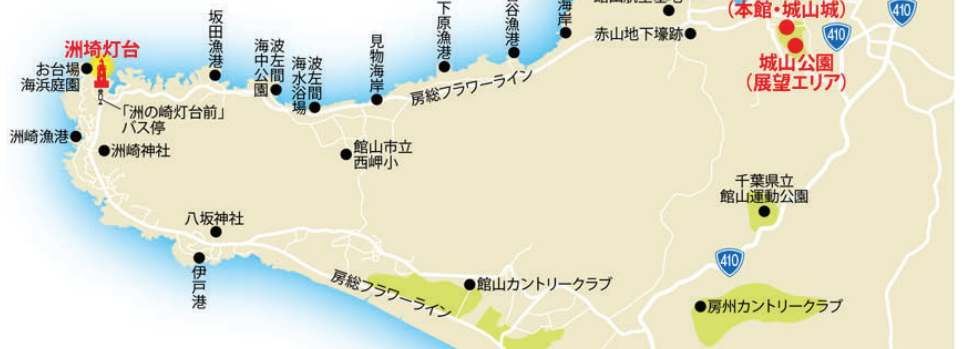 (本館・城山城)
410
410
赤山地下壕跡
城山公園
(展望エリア)
海岸
下原漁港
見物海岸
波左間
海水浴場
波左間
海中公園
坂田漁港
洲埼灯台
お台場
海浜庭園
「洲の崎灯台前」
バス停
洲崎漁港
洲崎神社
房総フラワーライン
館山市立
西岬小
千葉県立
館山運動公園
八坂神社
伊戸港
410
房総フラワーライン
館山カントリークラブ
房州カントリークラブ